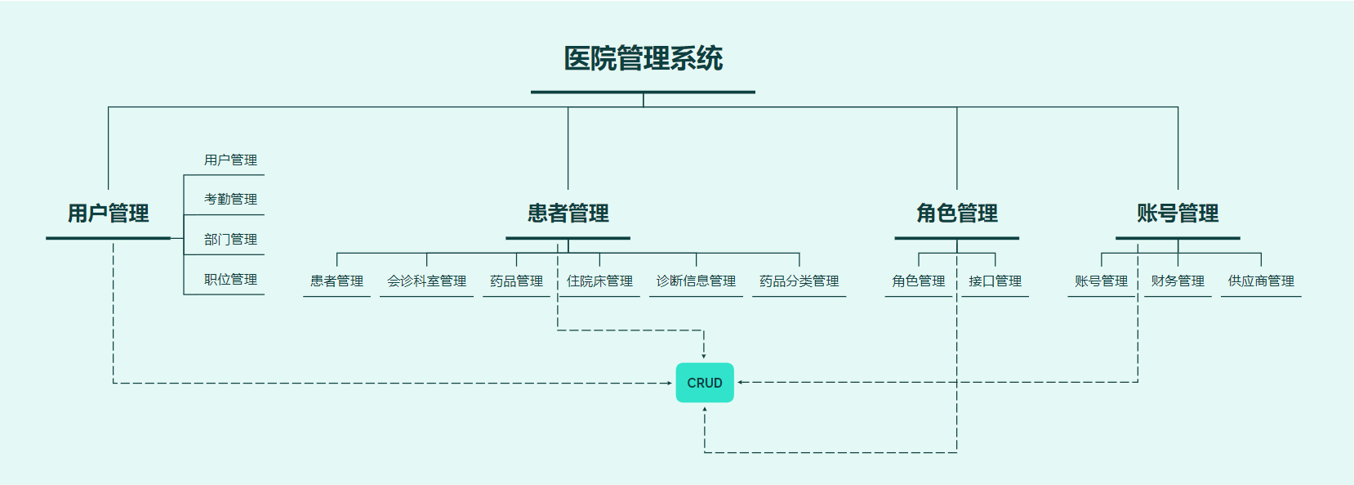 医院管理系统
用户管理
用户管理
考勤管理
部门管理
职位管理
患者管理
患者管理
会诊科室管理
药品管理
住院床管理
诊断信息管理
药品分类管理
角色管理
角色管理
接口管理
账号管理
账号管理
财务管理
供应商管理
CRUD